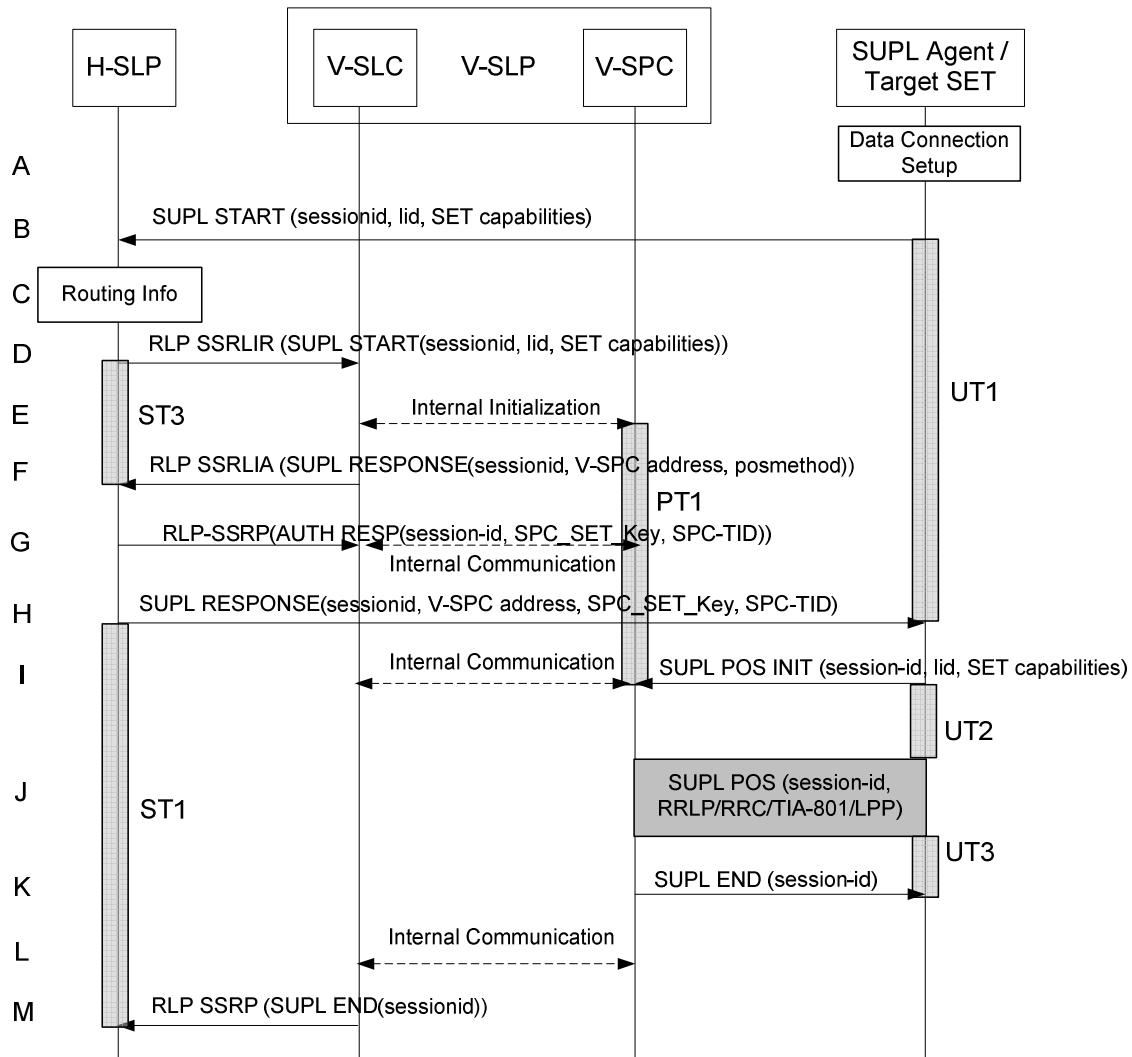 H-SLP
V-SLC
V-SLP
V-SPC
SUPL Agent /
Target SET
A
Data Connection
Setup
B
SUPL START (sessionid, lid, SET capabilities)
C
Routing Info
D
RLP SSRLIR (SUPL START(sessionid, lid, SET capabilities))
UT1
E
ST3
Internal Initialization
F
RLP SSRLIA (SUPL RESPONSE(sessionid, V-SPC address, posmethod))
PT1
G
RLP-SSRP(AUTH RESP(session-id, SPC_SET_Key, SPC-TID))
Internal Communication
H
SUPL RESPONSE(sessionid, V-SPC address, SPC_SET_Key, SPC-TID)
I
Internal Communication
SUPL POS INIT (session-id, lid, SET capabilities)
UT2
J
ST1
SUPL POS (session-id,
RRLP/RRC/TIA-801/LPP)
UT3
K
SUPL END (session-id)
L
Internal Communication
M
RLP SSRP (SUPL END(sessionid))